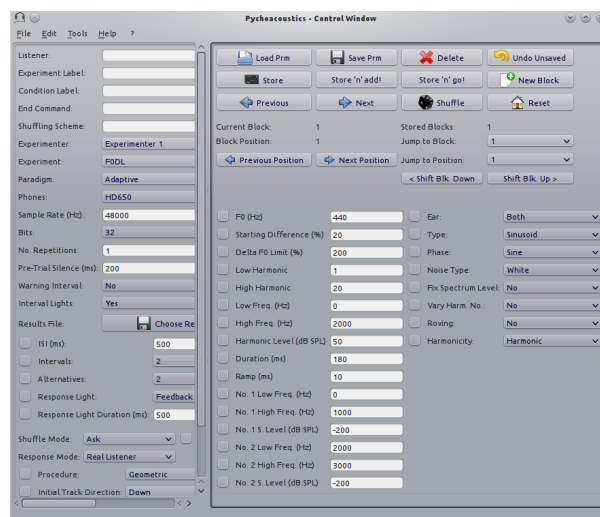 Pychoacoustics - Control Window
File Edit Tools Help ?
Listener:
Experiment Label:
Condition Label:
End Command:
Shuffling Scheme:
Experimenter: Experimenter 1
Experiment: F0DL
Paradigm: Adaptive
Phones: HD650
Sample Rate (Hz): 48000
Bits: 32
No. Repetitions: 1
Pre-Trial Silence (ms): 200
Warning Interval: No
Interval Lights: Yes
Results File: Choose Re
ISI (ms): 500
Intervals: 2
Alternatives: 2
Response Light: Feedback
Response Light Duration (ms): 500
Shuffle Mode: Ask
Response Mode: Real Listener
Procedure: Geometric
Initial Track Direction: Down
Load Prm Save Prm Delete Undo Unsaved
Store Store 'n' add! Store 'n' go! New Block
Previous Next Shuffle Reset
Current Block: 1 Stored Blocks: 1
Block Position: 1 Jump to Block: 1
Previous Position Next Position Jump to Position: 1
< Shift Blk. Down Shift Blk. Up >
F0 (Hz) 440 Ear: Both
Starting Difference (%) 20 Type: Sinusoid
Delta F0 Limit (%) 200 Phase: Sine
Low Harmonic 1 Noise Type: White
High Harmonic 20 Fix Spectrum Level: No
Low Freq. (Hz) 0 Vary Harm. No.: No
High Freq. (Hz) 2000 Roving: No
Harmonic Level (dB SPL) 50 Harmonicity: Harmonic
Duration (ms) 180
Ramp (ms) 10
No. 1 Low Freq. (Hz) 0
No. 1 High Freq. (Hz) 1000
No. 1 S. Level (dB SPL) -200
No. 2 Low Freq. (Hz) 2000
No. 2 High Freq. (Hz) 3000
No. 2 S. Level (dB SPL) -200